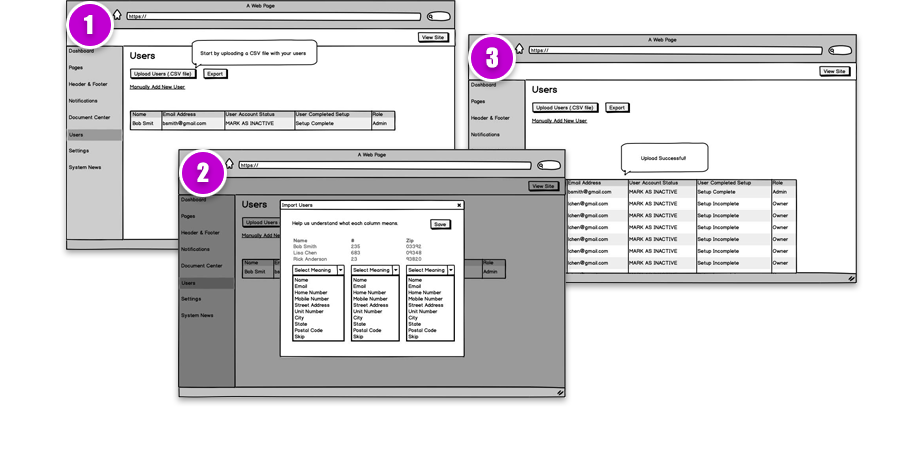 1
A Web Page
https://
View Site
Dashboard
Pages
Header & Footer
Notifications
Document Center
Users
Settings
System News
Users
Start by uploading a CSV file with your users
Upload Users (.CSV file) Export
Manually Add New User
Name Email Address User Account Status User Completed Setup Role
Bob Smit bsmith@gmail.com MARK AS INACTIVE Setup Complete Admin
2
A Web Page
https://
View Site
Dashboard
Pages
Header & Footer
Notifications
Document Center
Users
Settings
System News
Users
Upload Users
Manually Add
Name
Bob Smit
Role
Admin
Import Users x
Help us understand what each column means. Save
Name # Zip
Bob Smith 235 03292
Lisa Chen 683 09348
Rick Anderson 23 93820
Select Meaning Select Meaning Select Meaning
Name Name Name
Email Email Email
Home Number Home Number Home Number
Mobile Number Mobile Number Mobile Number
Street Address Street Address Street Address
Unit Number Unit Number Unit Number
City City City
State State State
Postal Code Postal Code Postal Code
Skip Skip Skip
3
A Web Page
https://
View Site
Dashboard
Pages
Header & Footer
Notifications
Users
Upload Users (.CSV file) Export
Manually Add New User
Upload Successful!
Email Address User Account Status User Completed Setup Role
bsmith@gmail.com MARK AS INACTIVE Setup Complete Admin
lchen@gmail.com MARK AS INACTIVE Setup Incomplete Owner
lchen@gmail.com MARK AS INACTIVE Setup Incomplete Owner
lchen@gmail.com MARK AS INACTIVE Setup Incomplete Owner
lchen@gmail.com MARK AS INACTIVE Setup Incomplete Owner
lchen@gmail.com MARK AS INACTIVE Setup Incomplete Owner
lchen@gmail.com MARK AS INACTIVE Setup Incomplete Owner